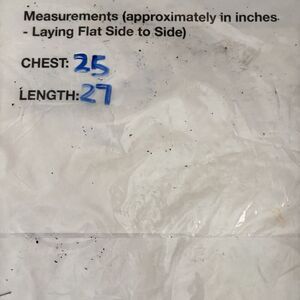 Measurements (approximately in inches
- Laying Flat Side to Side)
CHEST: 25
LENGTH: 27